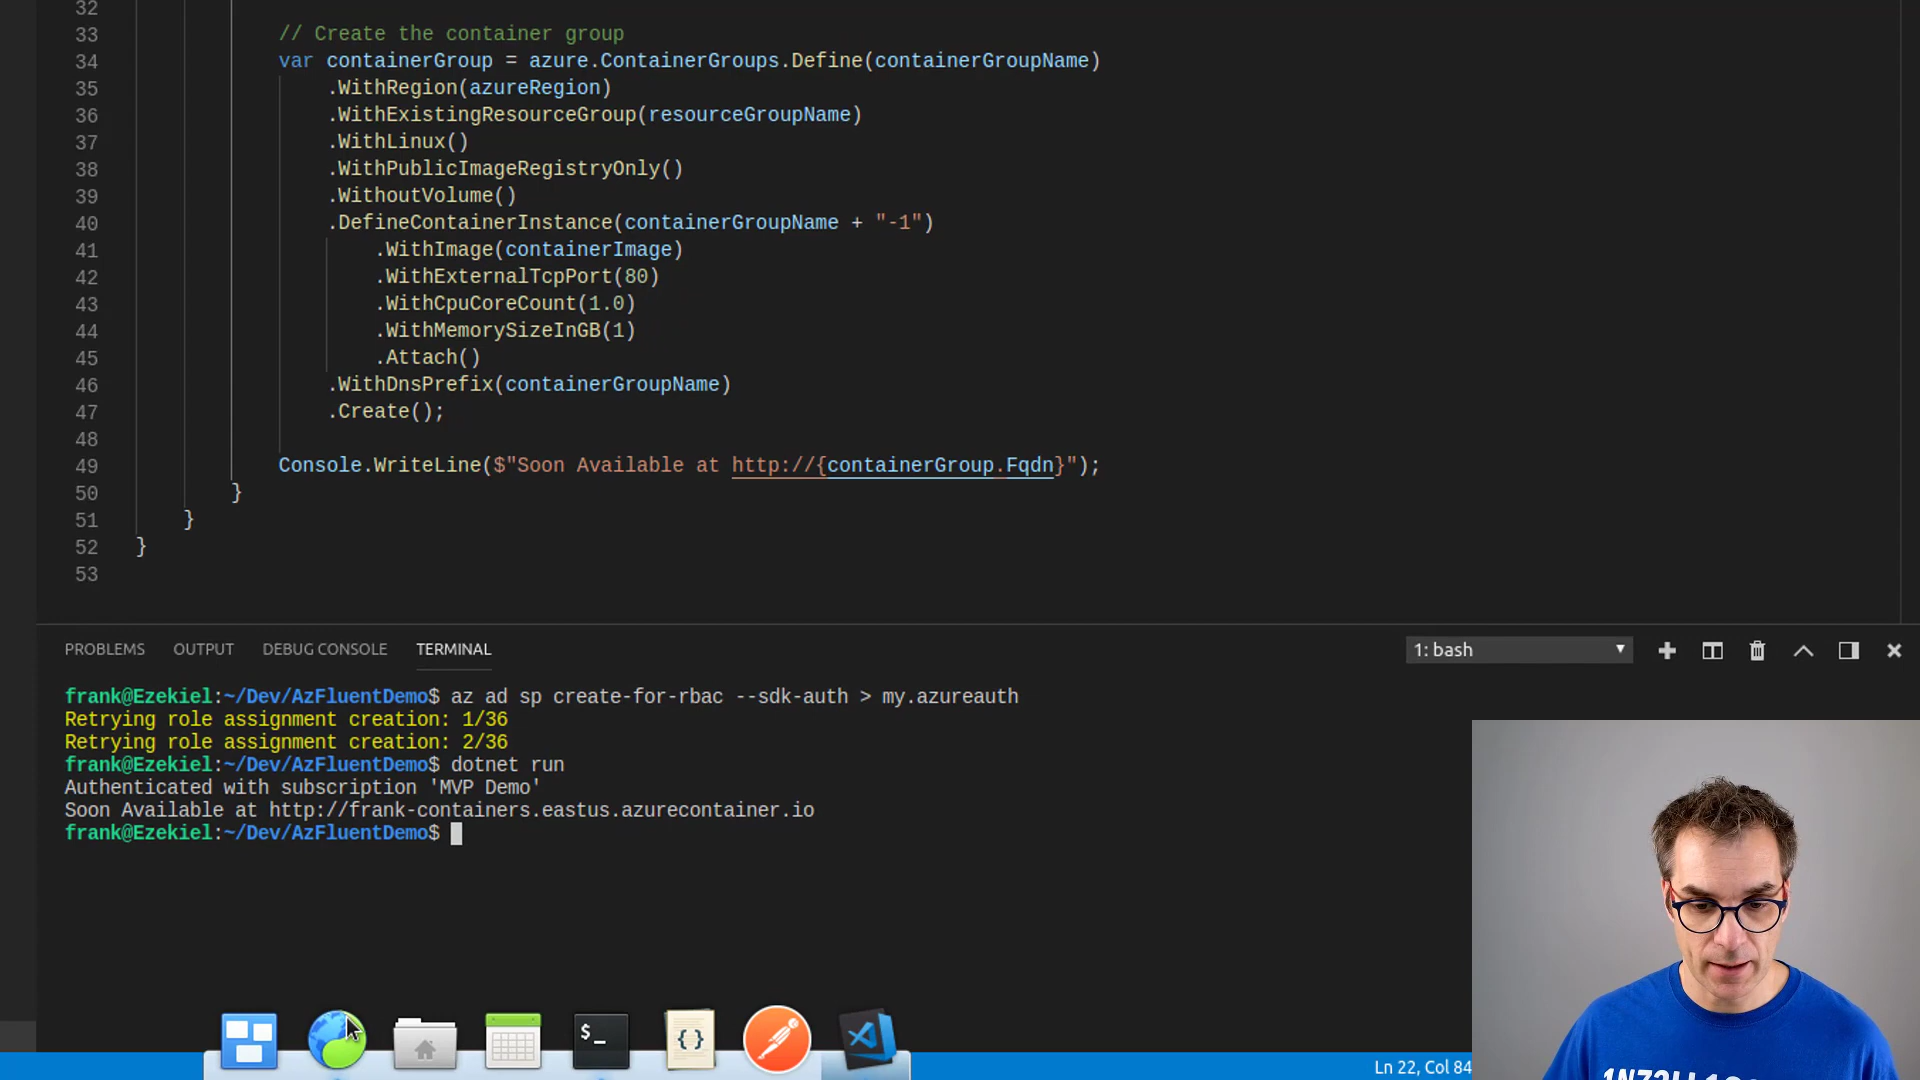 32
33 // Create the container group
34 var containerGroup = azure.ContainerGroups.Define(containerGroupName)
35 .WithRegion(azureRegion)
36 .WithExistingResourceGroup(resourceGroupName)
37 .WithLinux()
38 .WithPublicImageRegistryOnly()
39 .WithoutVolume()
40 .DefineContainerInstance(containerGroupName + "-1")
41 .WithImage(containerImage)
42 .WithExternalTcpPort(80)
43 .WithCpuCoreCount(1.0)
44 .WithMemorySizeInGB(1)
45 .Attach()
46 .WithDnsPrefix(containerGroupName)
47 .Create();
48
49 Console.WriteLine($"Soon Available at http://{containerGroup.Fqdn}");
50 }
51 }
52 }
53
PROBLEMS OUTPUT DEBUG CONSOLE TERMINAL 1: bash
frank@Ezekiel:~/Dev/AzFluentDemo$ az ad sp create-for-rbac --sdk-auth > my.azureauth
Retrying role assignment creation: 1/36
Retrying role assignment creation: 2/36
frank@Ezekiel:~/Dev/AzFluentDemo$ dotnet run
Authenticated with subscription 'MVP Demo'
Soon Available at http://frank-containers.eastus.azurecontainer.io
frank@Ezekiel:~/Dev/AzFluentDemo$
$_ {}
Ln 22, Col 84